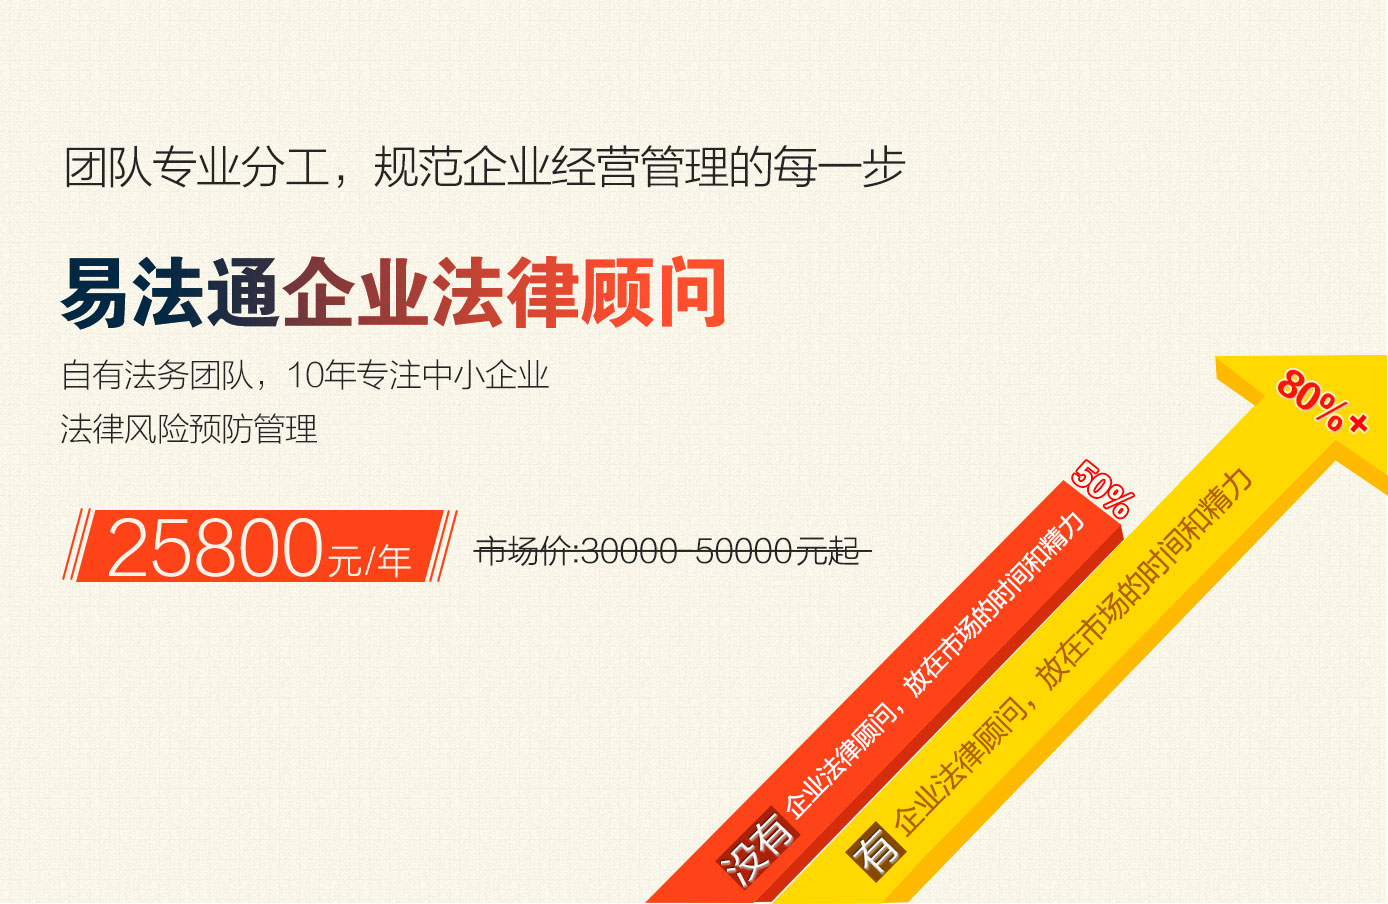 团队专业分工，规范企业经营管理的每一步
易法通企业法律顾问
自有法务团队，10年专注中小企业
法律风险预防管理
25800元/年
市场价:30000-50000元起
80%+
50%
没有 企业法律顾问，放在市场的时间和精力
有 企业法律顾问，放在市场的时间和精力